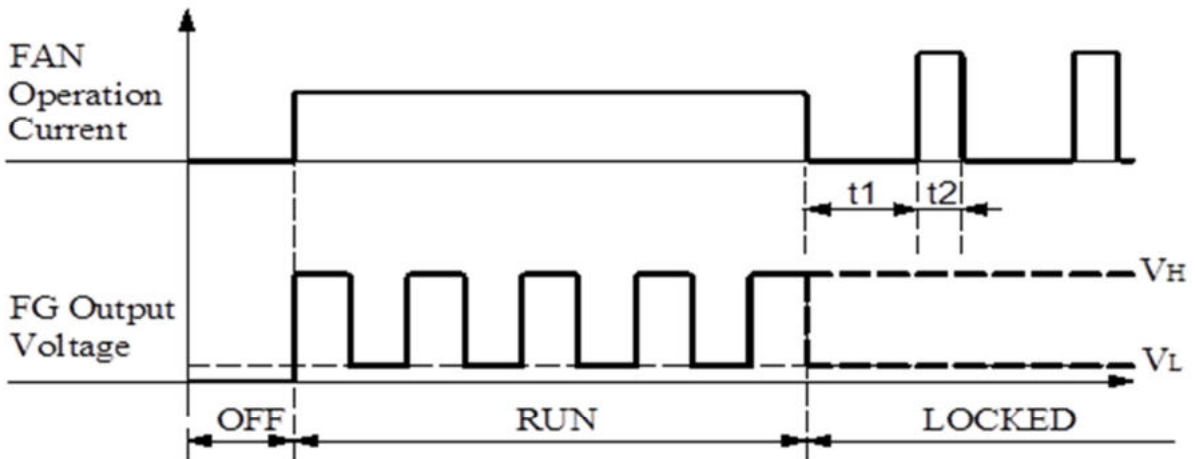 FAN
Operation
Current
t1
t2
VH
FG Output
Voltage
VL
OFF
RUN
LOCKED